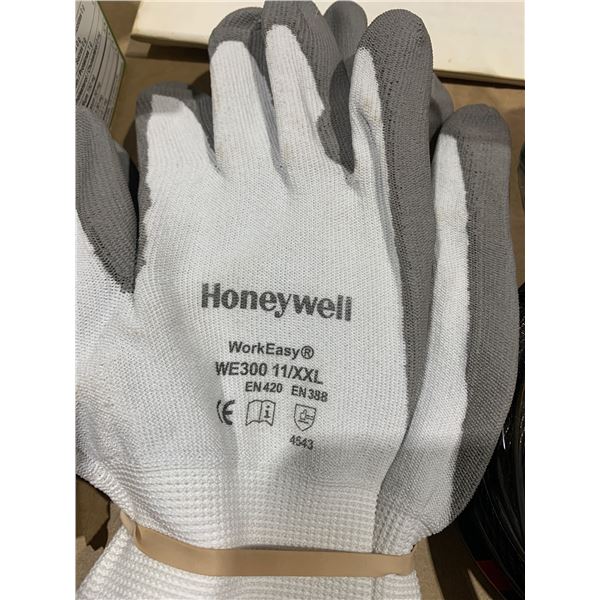 Honeywell
WorkEasy®
WE300 11/XXL
EN420 EN388
CE i
4543